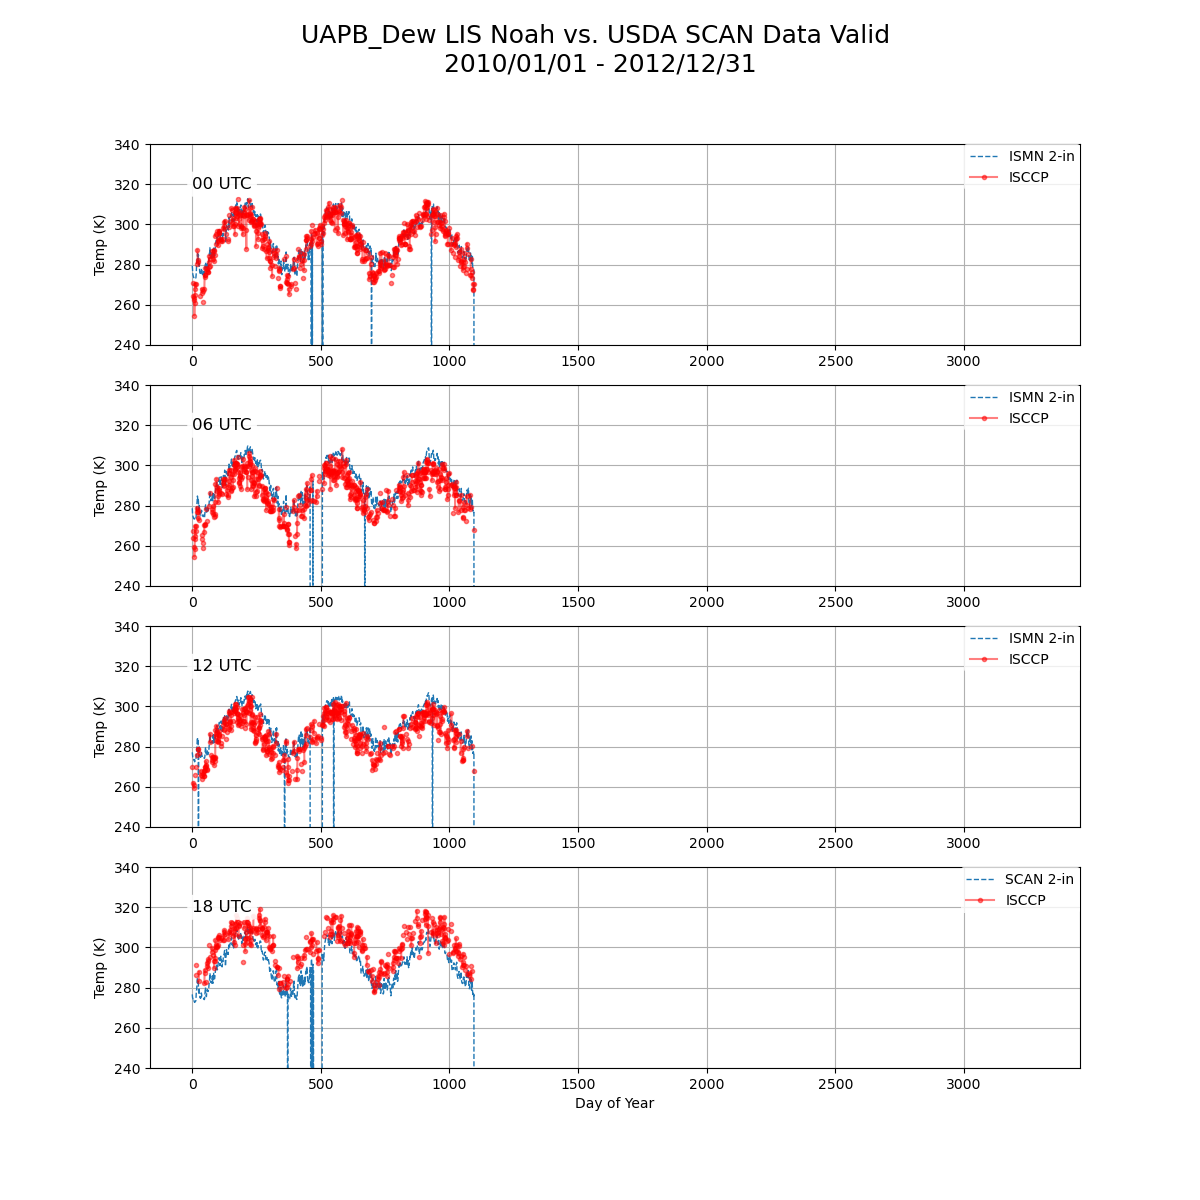 UAPB_Dew LIS Noah vs. USDA SCAN Data Valid
2010/01/01 - 2012/12/31
340
320
300
280
260
240
Temp (K)
00 UTC
ISMN 2-in
ISCCP
0 500 1000 1500 2000 2500 3000
340
320
300
280
260
240
Temp (K)
06 UTC
ISMN 2-in
ISCCP
0 500 1000 1500 2000 2500 3000
340
320
300
280
260
240
Temp (K)
12 UTC
ISMN 2-in
ISCCP
0 500 1000 1500 2000 2500 3000
340
320
300
280
260
240
Temp (K)
18 UTC
SCAN 2-in
ISCCP
0 500 1000 1500 2000 2500 3000
Day of Year